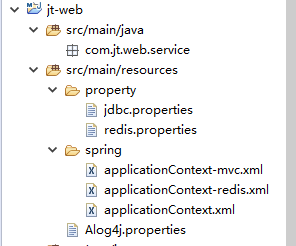 jt-web
src/main/java
com.jt.web.service
src/main/resources
property
jdbc.properties
redis.properties
spring
applicationContext-mvc.xml
applicationContext-redis.xml
applicationContext.xml
Alog4j.properties